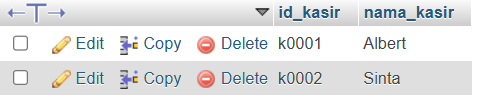 id_kasir nama_kasir
Edit Copy Delete k0001 Albert
Edit Copy Delete k0002 Sinta